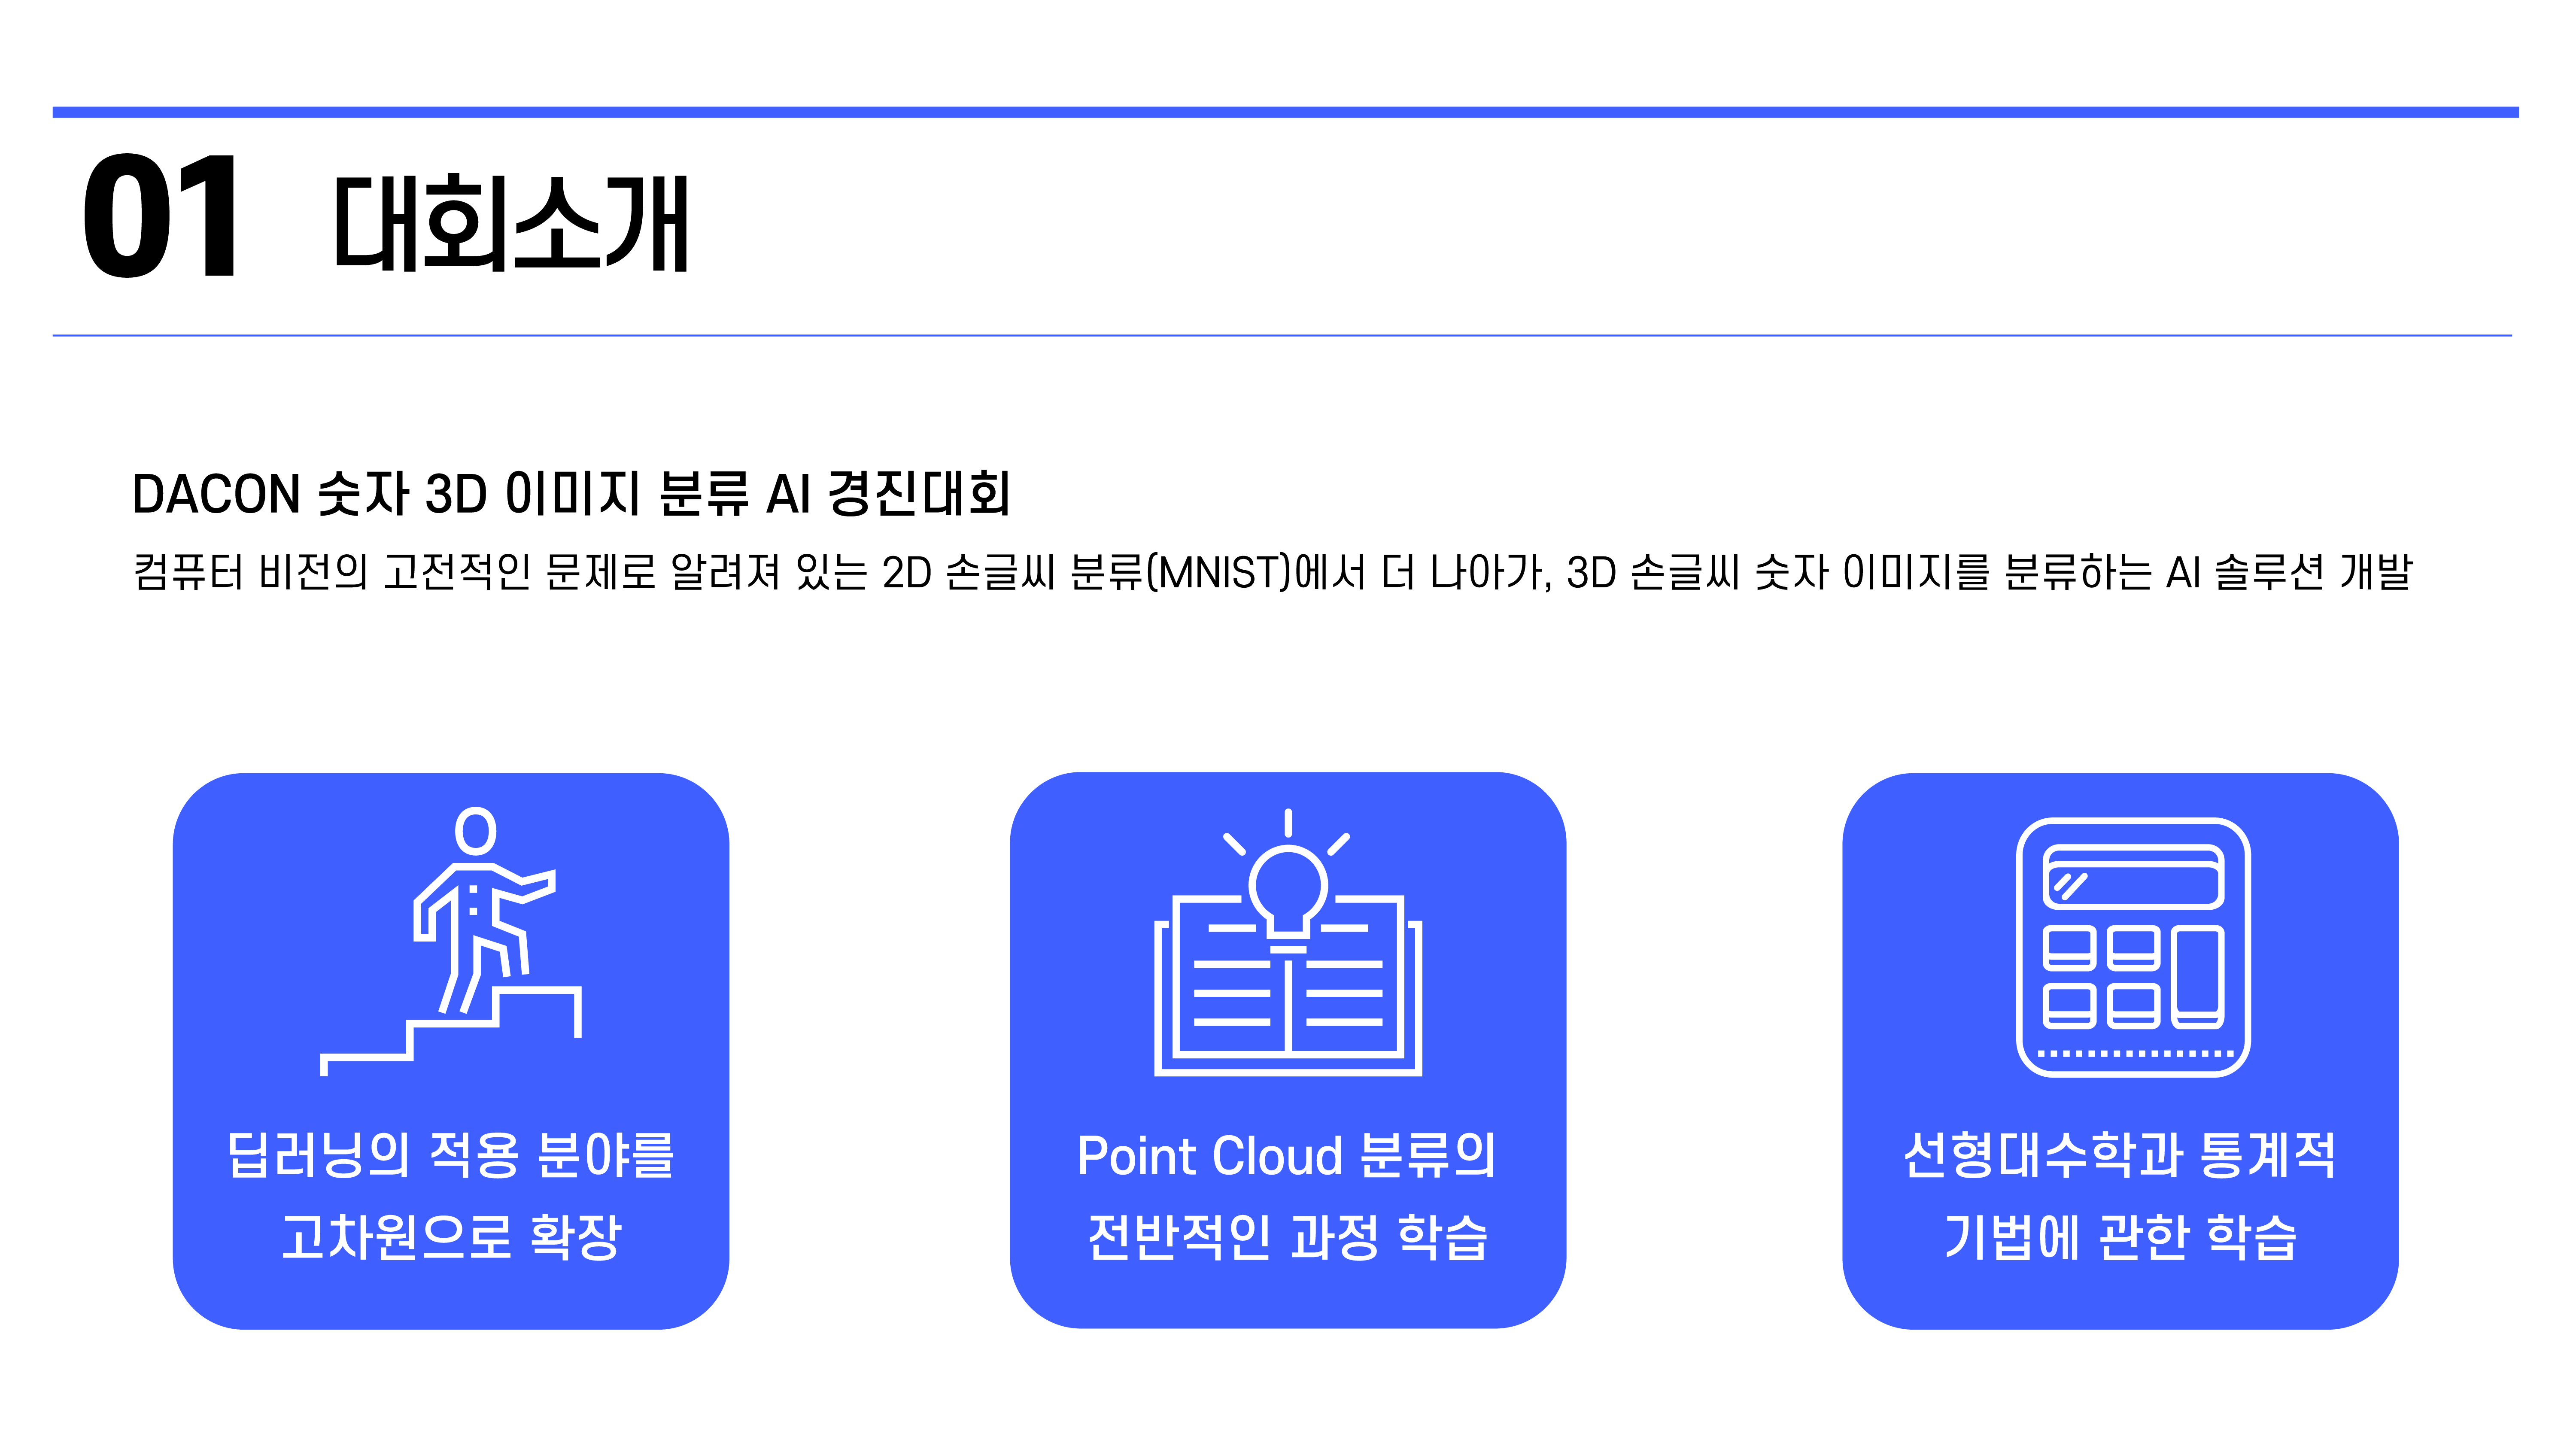 01 대회소개
DACON 숫자 3D 이미지 분류 AI 경진대회
컴퓨터 비전의 고전적인 문제로 알려져 있는 2D 손글씨 분류(MNIST)에서 더 나아가, 3D 손글씨 숫자 이미지를 분류하는 AI 솔루션 개발
딥러닝의 적용 분야를
고차원으로 확장
Point Cloud 분류의
전반적인 과정 학습
선형대수학과 통계적
기법에 관한 학습